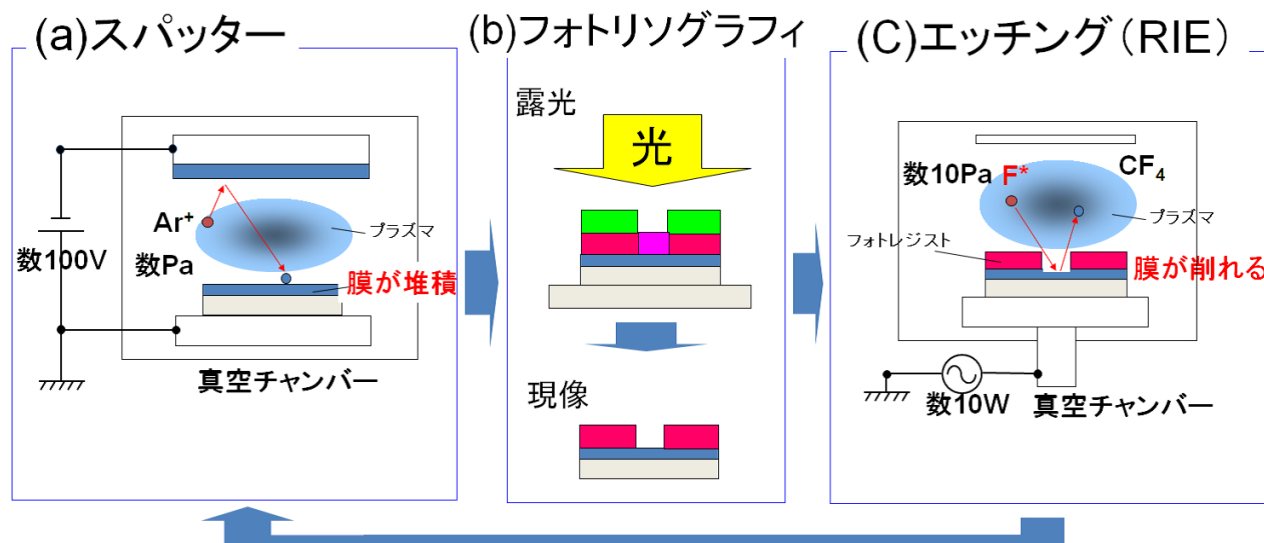 (a)スパッター
Ar⁺
プラズマ
数100V
数Pa
膜が堆積
真空チャンバー
(b)フォトリソグラフィ
露光
光
現像
(C)エッチング（RIE）
数10Pa F*
CF₄
プラズマ
フォトレジスト
膜が削れる
数10W
真空チャンバー